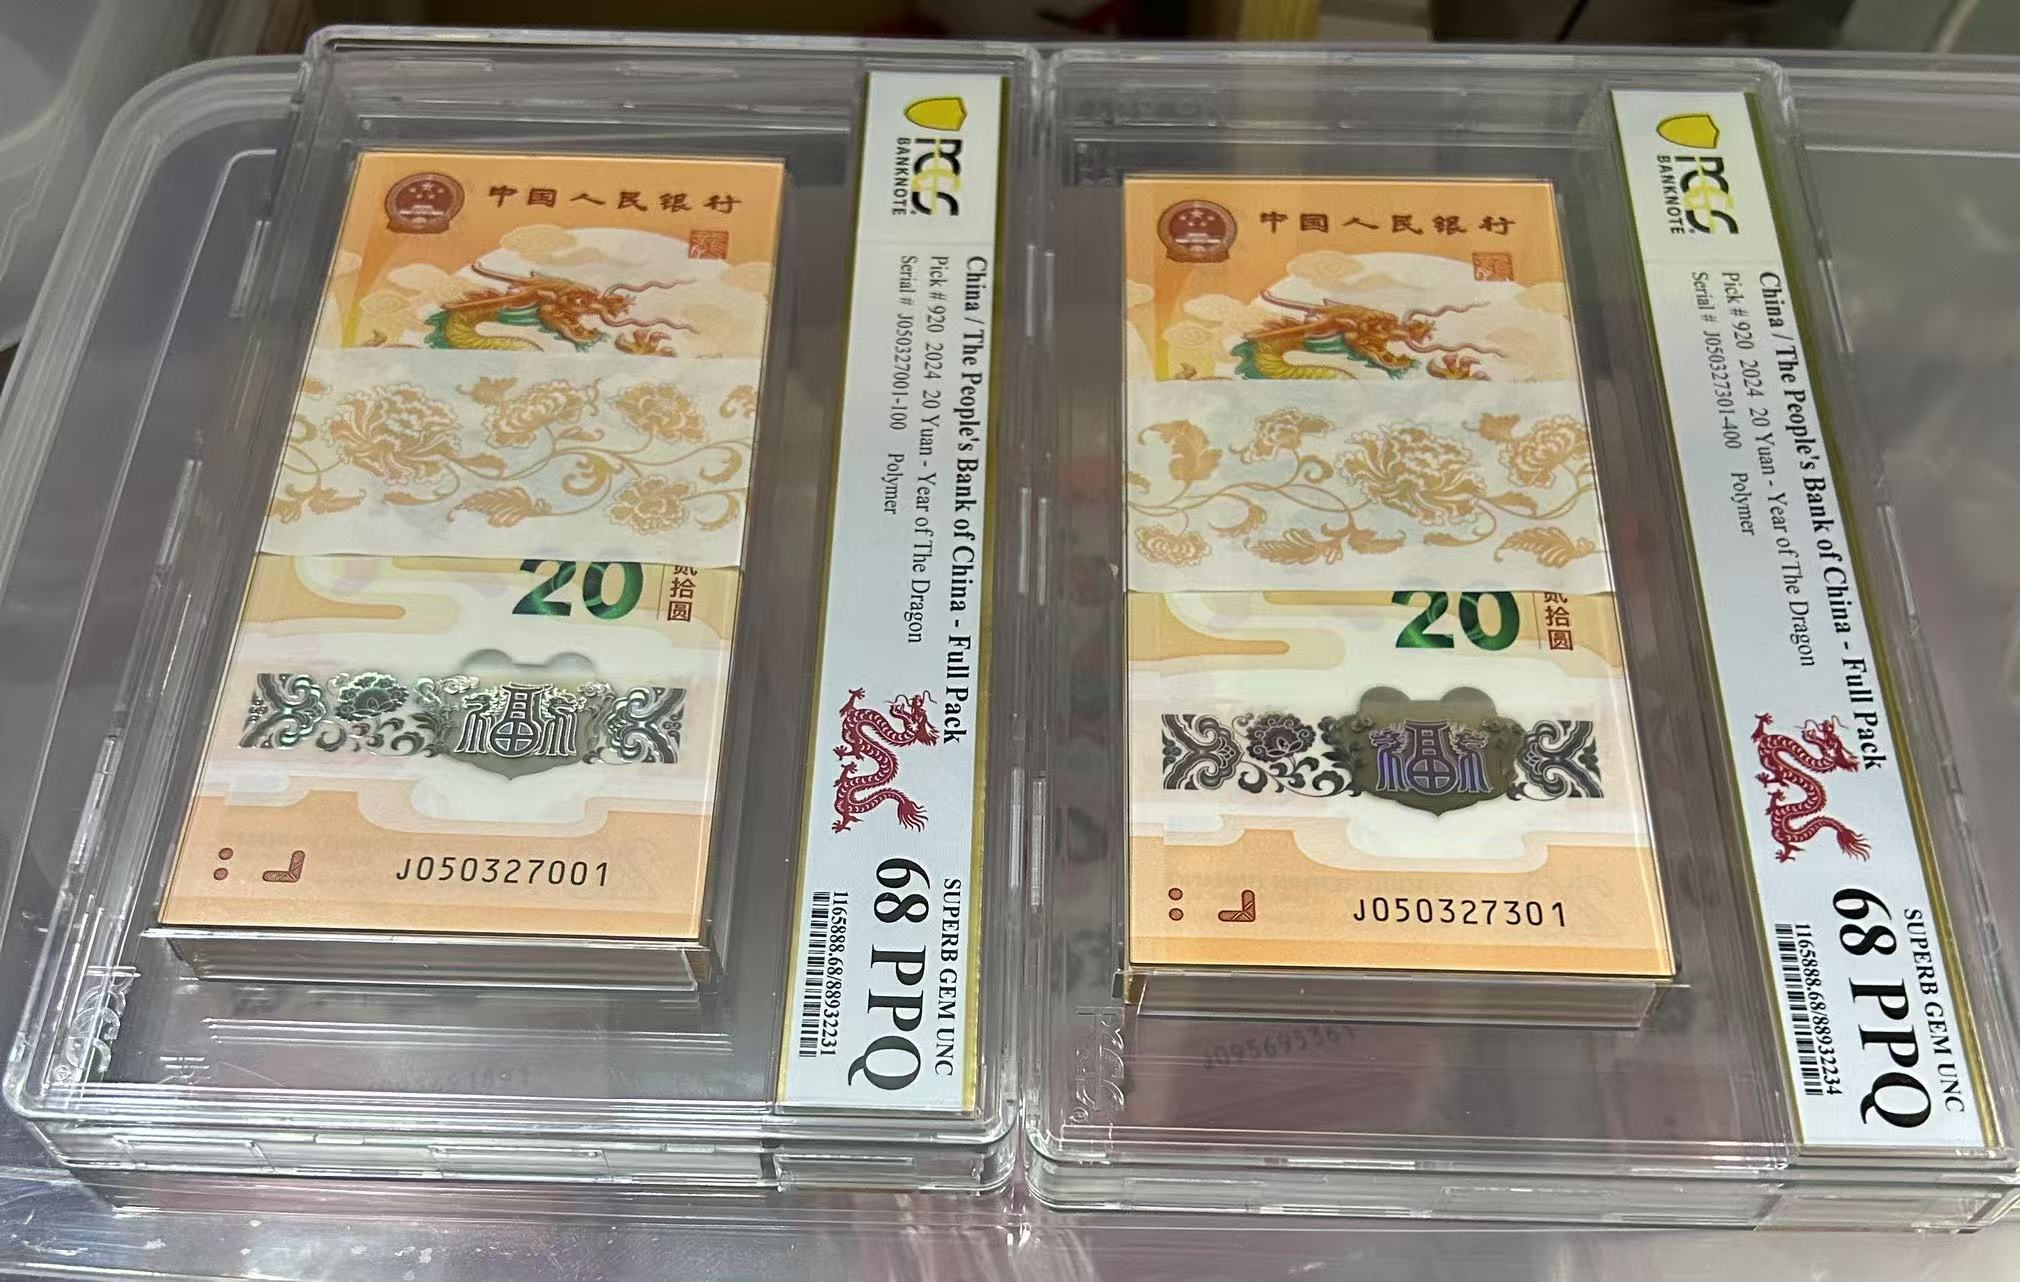 中国人民银行
20
贰拾圆
J050327001
PCGS
BANKNOTE
China / The People's Bank of China - Full Pack
Pick # 920 2024 20 Yuan - Year of The Dragon
Serial # J050327001-100 Polymer
SUPERB GEM UNC
68 PPQ
1165888.68/88932231
中国人民银行
20
贰拾圆
J050327301
PCGS
BANKNOTE
China / The People's Bank of China - Full Pack
Pick # 920 2024 20 Yuan - Year of The Dragon
Serial # J050327301-400 Polymer
SUPERB GEM UNC
68 PPQ
1165888.68/88932234